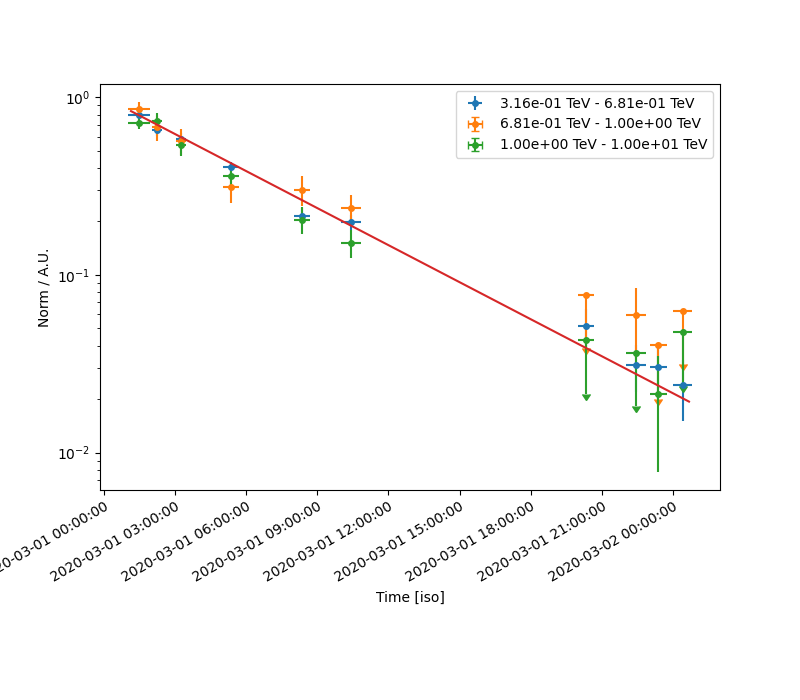 3.16e-01 TeV - 6.81e-01 TeV
6.81e-01 TeV - 1.00e+00 TeV
1.00e+00 TeV - 1.00e+01 TeV
10^0
10^-1
10^-2
Norm / A.U.
20-03-01 00:00:00
2020-03-01 03:00:00
2020-03-01 06:00:00
2020-03-01 09:00:00
2020-03-01 12:00:00
2020-03-01 15:00:00
2020-03-01 18:00:00
2020-03-01 21:00:00
2020-03-02 00:00:00
Time [iso]